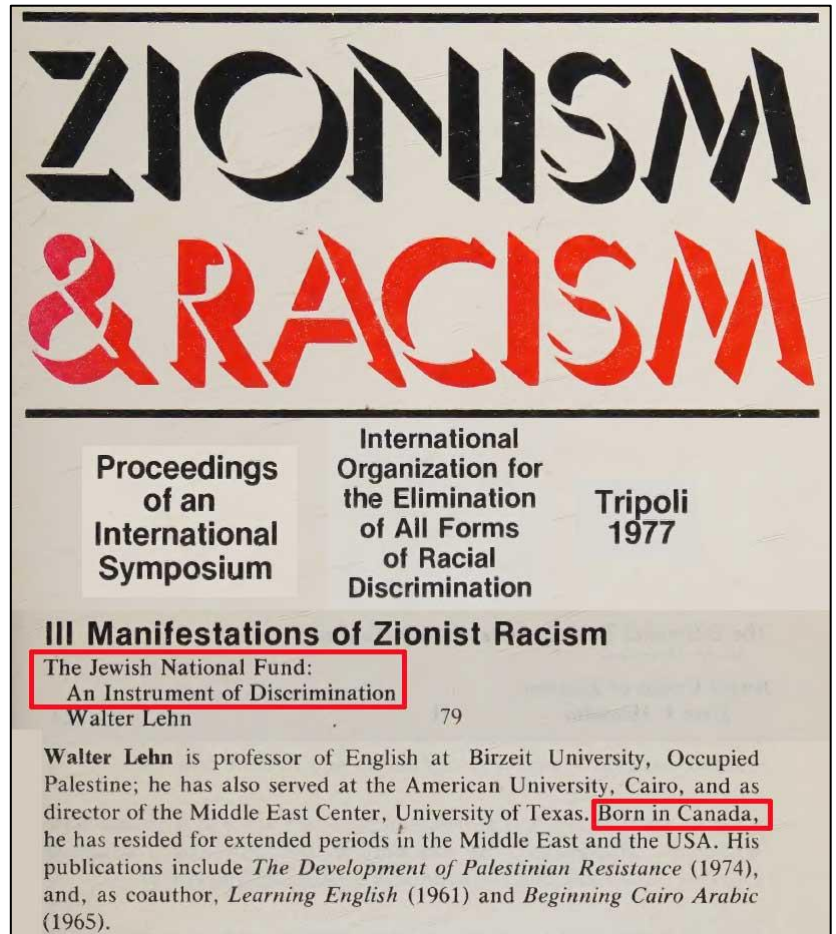 ZIONISM
& RACISM
Proceedings
of an
International
Symposium
International
Organization for
the Elimination
of All Forms
of Racial
Discrimination
Tripoli
1977
III Manifestations of Zionist Racism
The Jewish National Fund:
An Instrument of Discrimination
Walter Lehn 79
Walter Lehn is professor of English at Birzeit University, Occupied
Palestine; he has also served at the American University, Cairo, and as
director of the Middle East Center, University of Texas. Born in Canada,
he has resided for extended periods in the Middle East and the USA. His
publications include The Development of Palestinian Resistance (1974),
and, as coauthor, Learning English (1961) and Beginning Cairo Arabic
(1965).